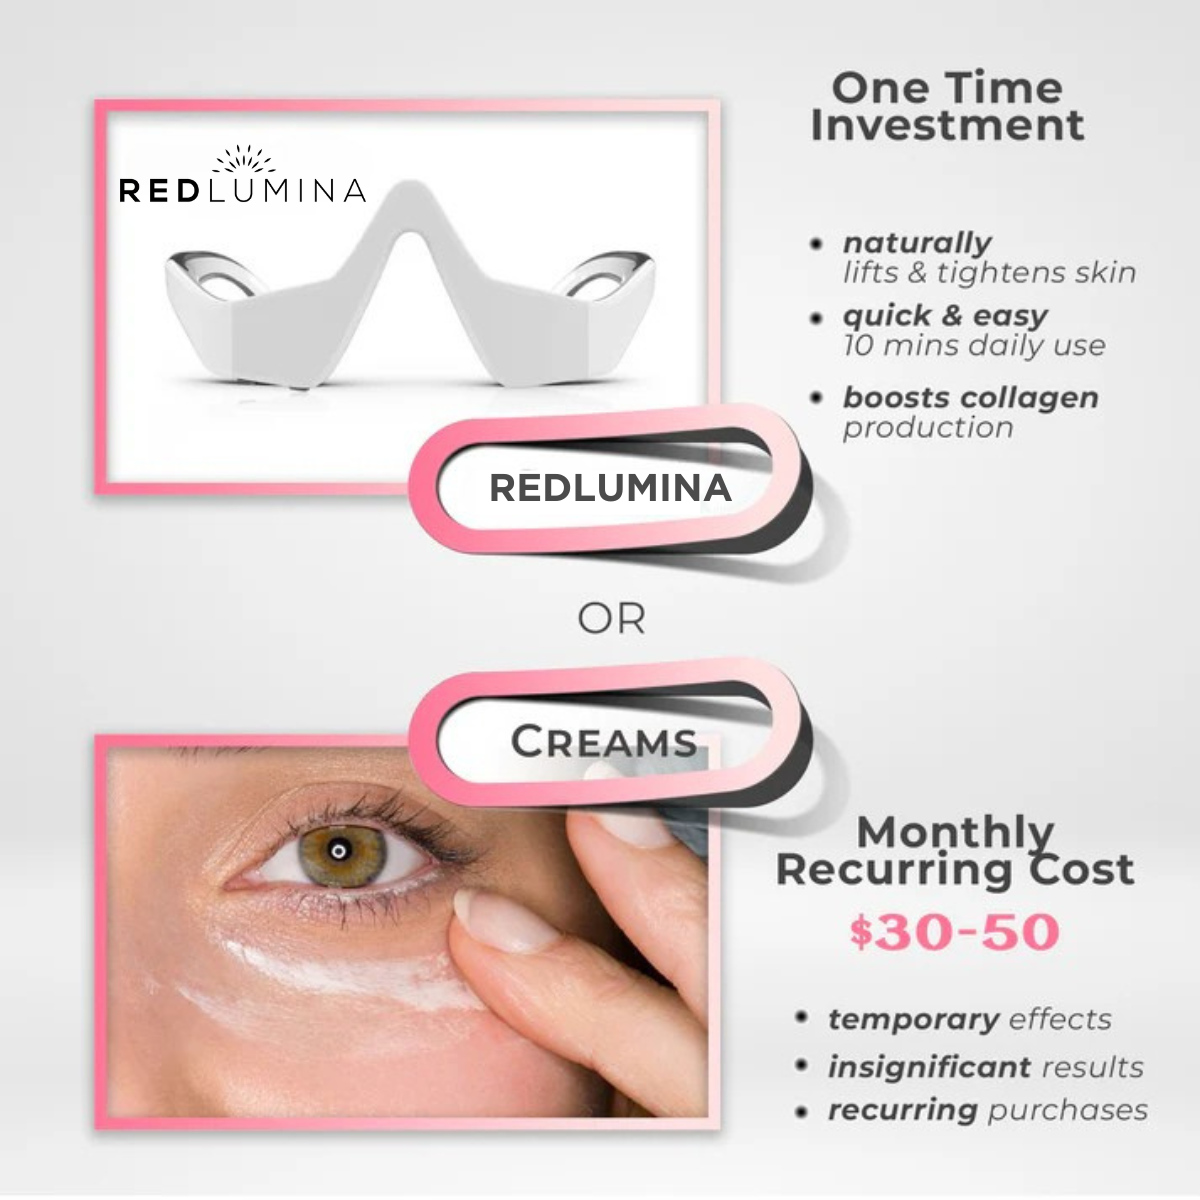 REDLUMINA
One Time
Investment
naturally
lifts & tightens skin
quick & easy
10 mins daily use
boosts collagen
production
REDLUMINA
OR
CREAMS
Monthly
Recurring Cost
$30-50
temporary effects
insignificant results
recurring purchases